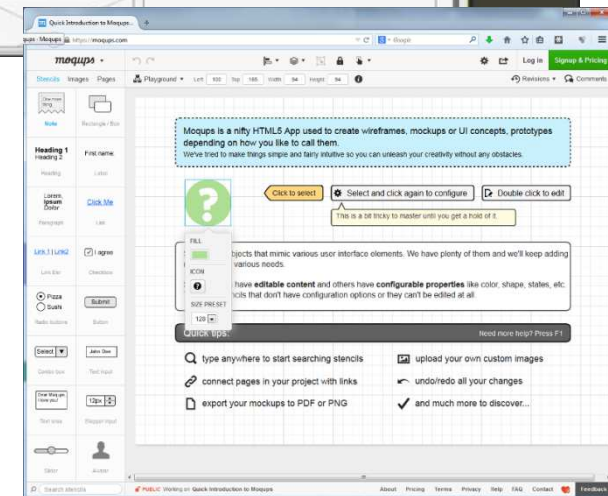 Quick Introduction to Moqups...
https://moqups.com
moqups
Stencils Images Pages
Playground Left 100 Top 165 Width 94 Height 94
Log in Signup & Pricing
Revisions Comments
Note Rectangle / Box
Heading 1
Heading 2
First name
Heading Label
Lorem,
Ipsum
Dolor
Click Me
Paragraph Link
Link 1 | Link2 I agree
Link Bar Checkbox
Pizza
Sushi
Submit
Radio buttons Button
Select John Doe
Combo box Text input
12px
Text area Stepper input
Slider Avatar
Search stencils
Moqups is a nifty HTML5 App used to create wireframes, mockups or UI concepts, prototypes
depending on how you like to call them.
We've tried to make things simple and fairly intuitive so you can unleash your creativity without any obstacles.
Click to select
Select and click again to configure
Double click to edit
This is a bit tricky to master until you get a hold of it.
FILL
ICON
SIZE PRESET
128
bjects that mimic various user interface elements. We have plenty of them and we'll keep adding
various needs.
have editable content and others have configurable properties like color, shape, states, etc.
ncils that don't have configuration options or they can't be edited at all.
Quick tips:
Need more help? Press F1
type anywhere to start searching stencils
upload your own custom images
connect pages in your project with links
undo/redo all your changes
export your mockups to PDF or PNG
and much more to discover...
PUBLIC Working on Quick Introduction to Moqups
About Pricing Terms Privacy Help FAQ Contact Feedback